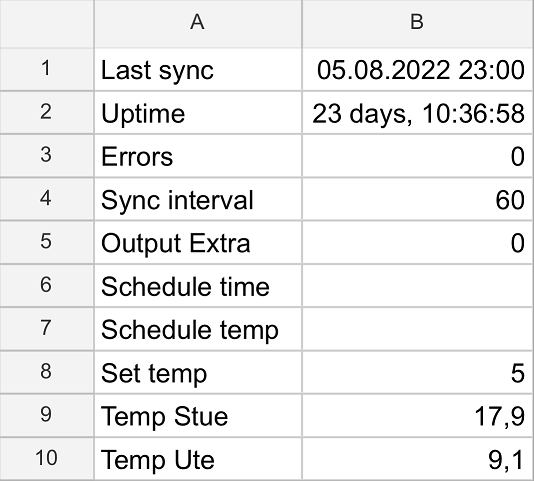 A B
1 Last sync 05.08.2022 23:00
2 Uptime 23 days, 10:36:58
3 Errors 0
4 Sync interval 60
5 Output Extra 0
6 Schedule time
7 Schedule temp
8 Set temp 5
9 Temp Stue 17,9
10 Temp Ute 9,1